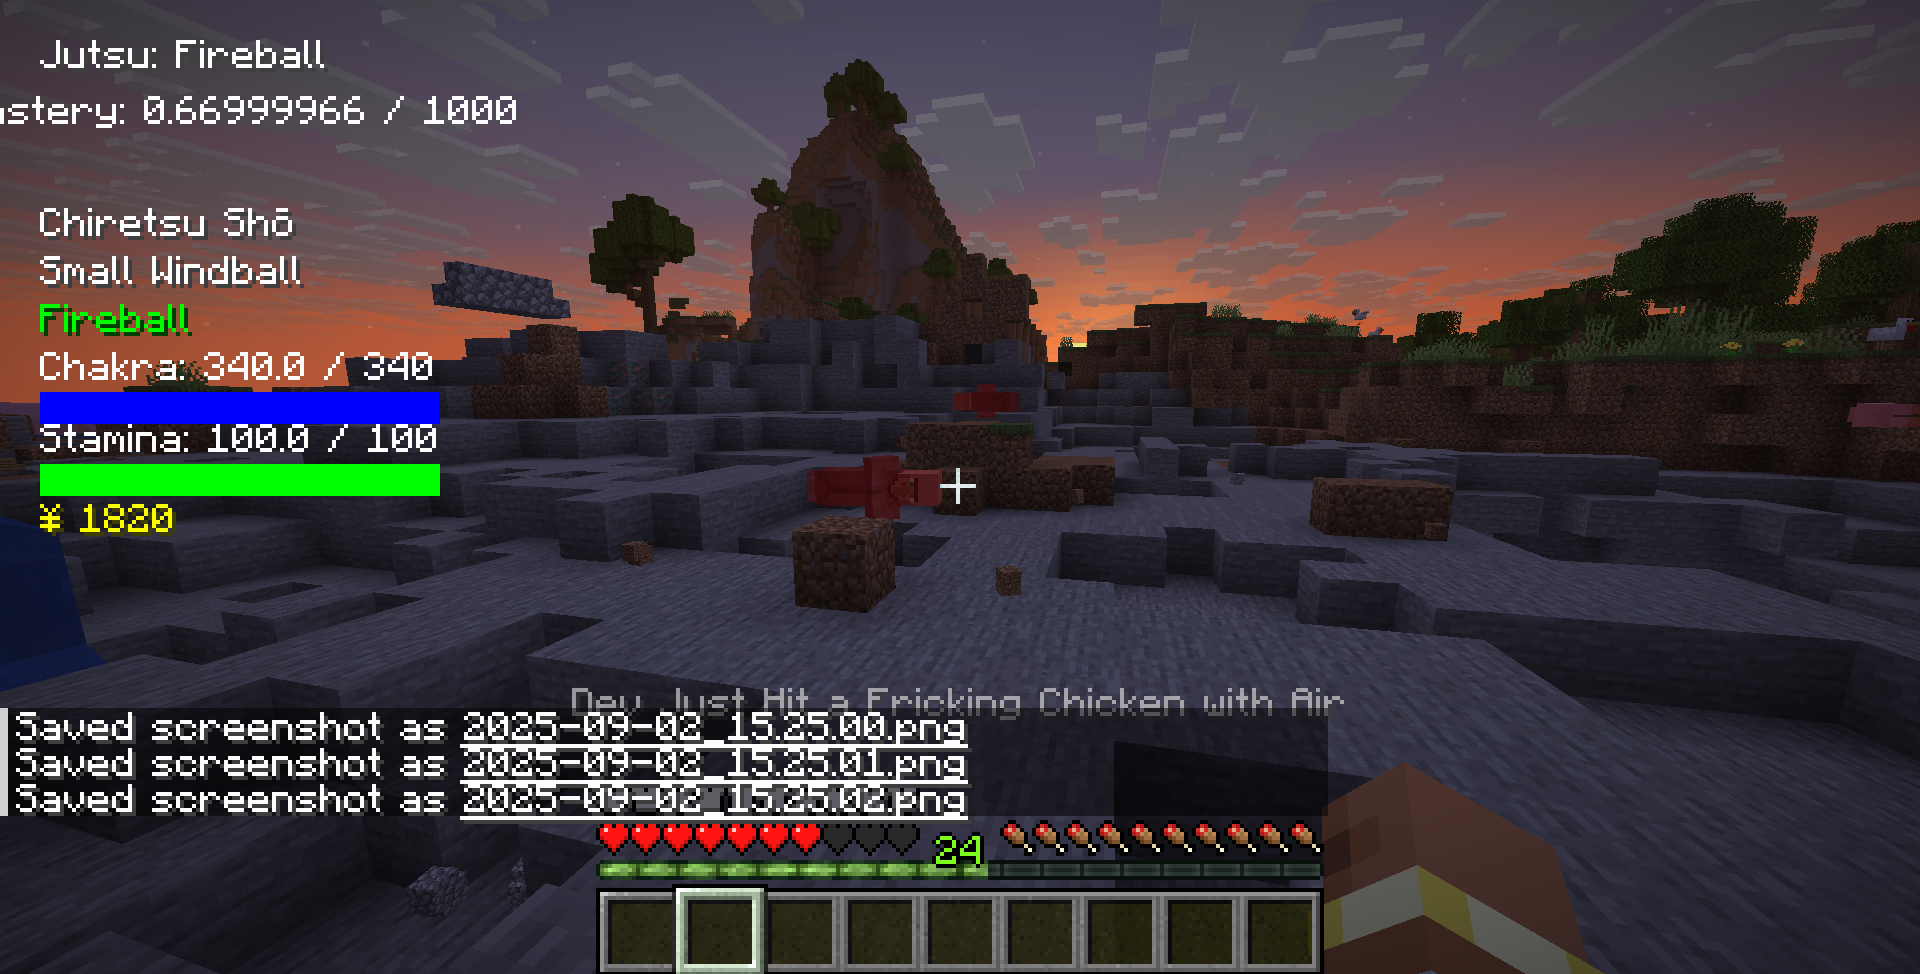 Jutsu: Fireball
astery: 0.66999966 / 1000
Chiretsu Shō
Small Windball
Fireball
Chakra: 340.0 / 340
Stamina: 100.0 / 100
¥ 1820
Dev Just Hit a Fricking Chicken with Air
Saved screenshot as 2025-09-02_15.25.00.png
Saved screenshot as 2025-09-02_15.25.01.png
Saved screenshot as 2025-09-02_15.25.02.png
24